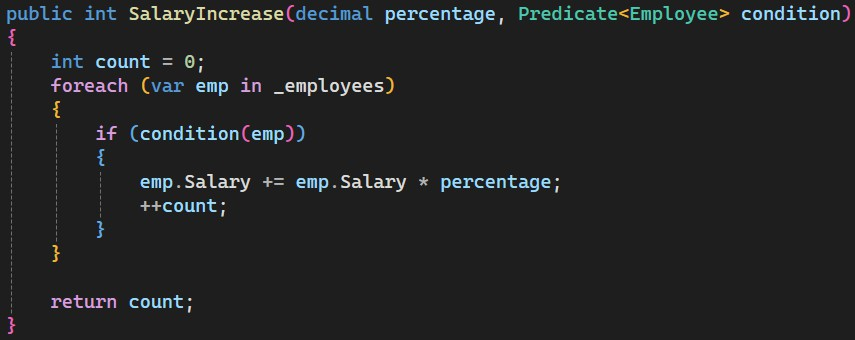 public int SalaryIncrease(decimal percentage, Predicate<Employee> condition)
{
    int count = 0;
    foreach (var emp in _employees)
    {
        if (condition(emp))
        {
            emp.Salary += emp.Salary * percentage;
            ++count;
        }
    }

    return count;
}